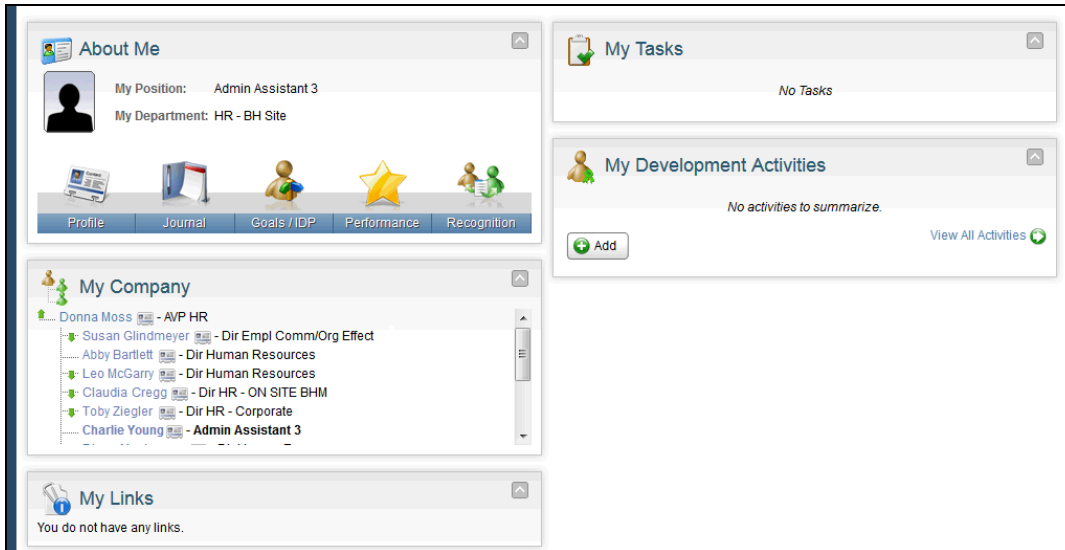 About Me
My Position: Admin Assistant 3
My Department: HR - BH Site
Profile Journal Goals / IDP Performance Recognition
My Company
Donna Moss - AVP HR
Susan Glindmeyer - Dir Empl Comm/Org Effect
Abby Bartlett - Dir Human Resources
Leo McGarry - Dir Human Resources
Claudia Cregg - Dir HR - ON SITE BHM
Toby Ziegler - Dir HR - Corporate
Charlie Young - Admin Assistant 3
My Links
You do not have any links.
My Tasks
No Tasks
My Development Activities
No activities to summarize.
Add
View All Activities